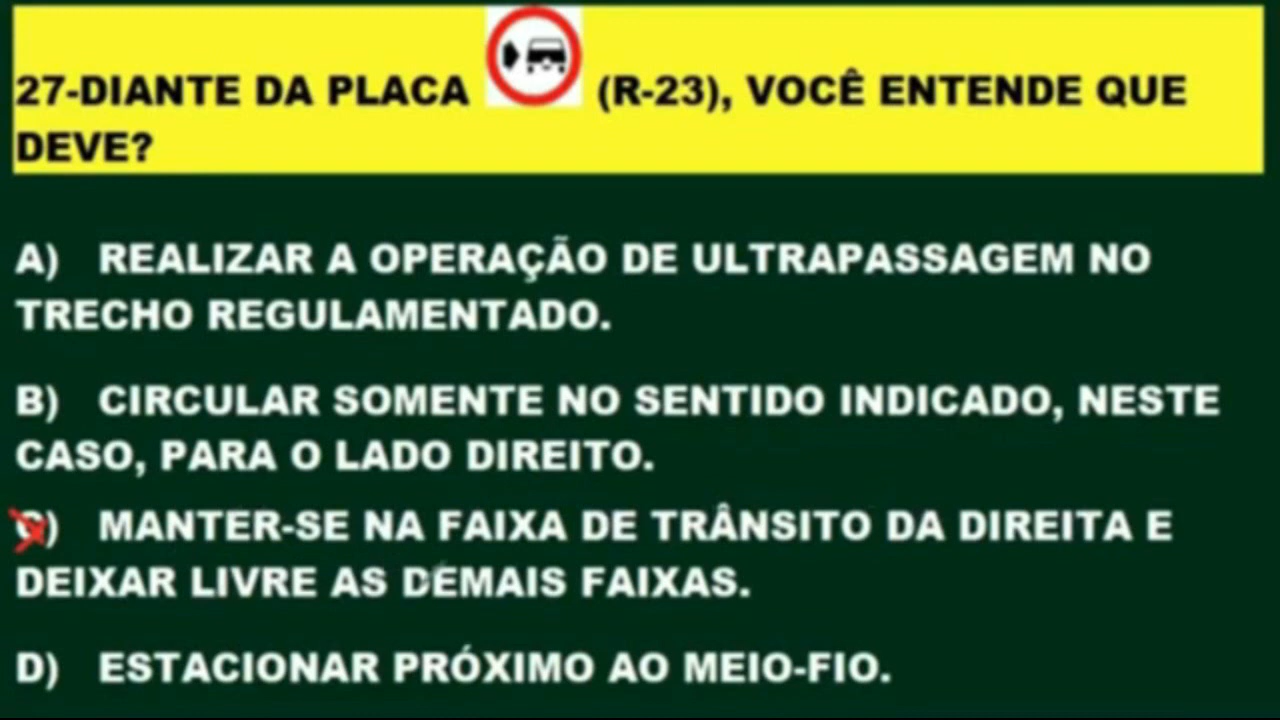 27-DIANTE DA PLACA (R-23), VOCÊ ENTENDE QUE
DEVE?
A) REALIZAR A OPERAÇÃO DE ULTRAPASSAGEM NO
TRECHO REGULAMENTADO.
B) CIRCULAR SOMENTE NO SENTIDO INDICADO, NESTE
CASO, PARA O LADO DIREITO.
C) MANTER-SE NA FAIXA DE TRÂNSITO DA DIREITA E
DEIXAR LIVRE AS DEMAIS FAIXAS.
D) ESTACIONAR PRÓXIMO AO MEIO-FIO.